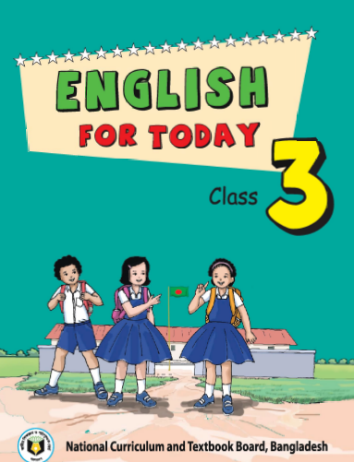 ENGLISH
FOR TODAY
Class 3
National Curriculum and Textbook Board, Bangladesh